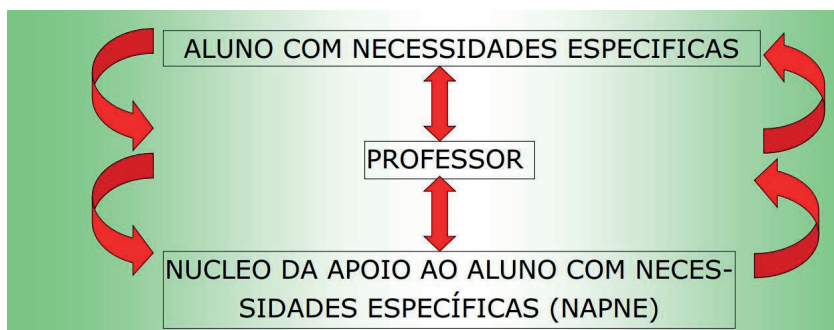 ALUNO COM NECESSIDADES ESPECIFICAS
PROFESSOR
NUCLEO DA APOIO AO ALUNO COM NECES-
SIDADES ESPECÍFICAS (NAPNE)